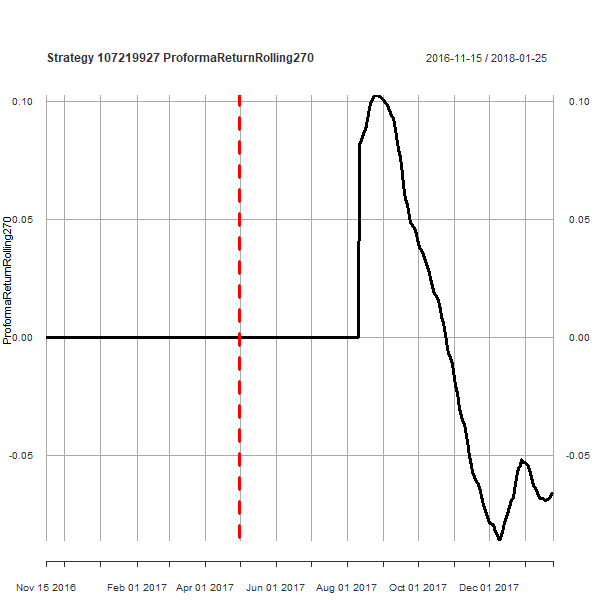 Strategy 107219927 ProformaReturnRolling270
2016-11-15 / 2018-01-25
ProformaReturnRolling270
0.10
0.05
0.00
-0.05
0.10
0.05
0.00
-0.05
Nov 15 2016
Feb 01 2017
Apr 01 2017
Jun 01 2017
Aug 01 2017
Oct 01 2017
Dec 01 2017